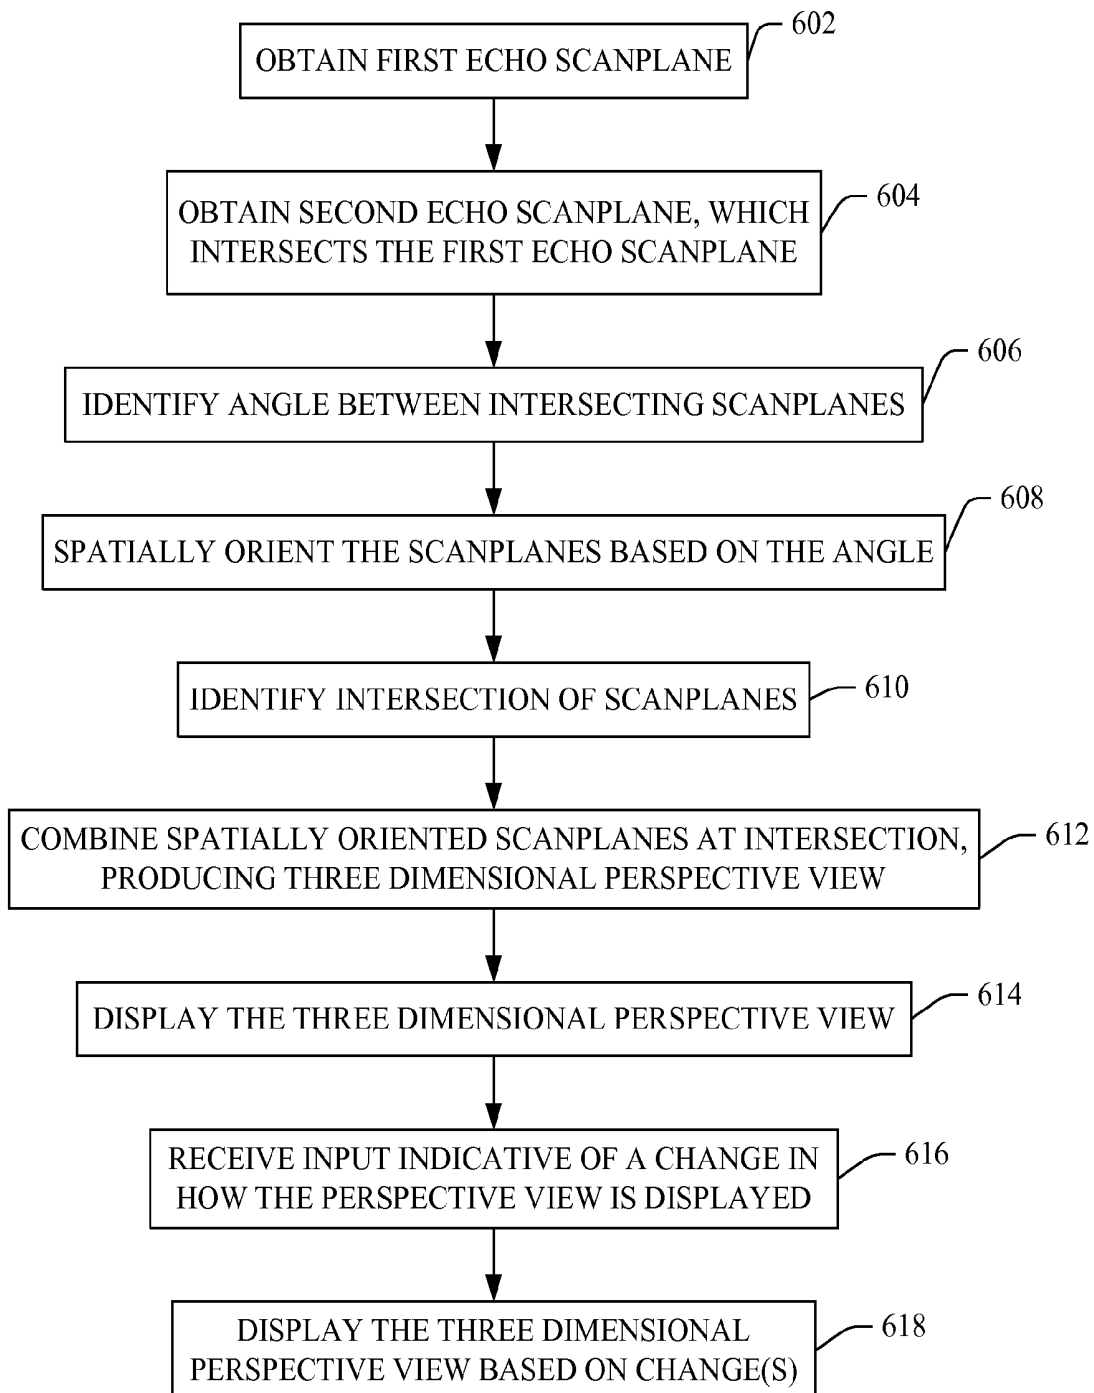 602
OBTAIN FIRST ECHO SCANPLANE
604
OBTAIN SECOND ECHO SCANPLANE, WHICH
INTERSECTS THE FIRST ECHO SCANPLANE
606
IDENTIFY ANGLE BETWEEN INTERSECTING SCANPLANES
608
SPATIALLY ORIENT THE SCANPLANES BASED ON THE ANGLE
610
IDENTIFY INTERSECTION OF SCANPLANES
612
COMBINE SPATIALLY ORIENTED SCANPLANES AT INTERSECTION,
PRODUCING THREE DIMENSIONAL PERSPECTIVE VIEW
614
DISPLAY THE THREE DIMENSIONAL PERSPECTIVE VIEW
616
RECEIVE INPUT INDICATIVE OF A CHANGE IN
HOW THE PERSPECTIVE VIEW IS DISPLAYED
618
DISPLAY THE THREE DIMENSIONAL
PERSPECTIVE VIEW BASED ON CHANGE(S)